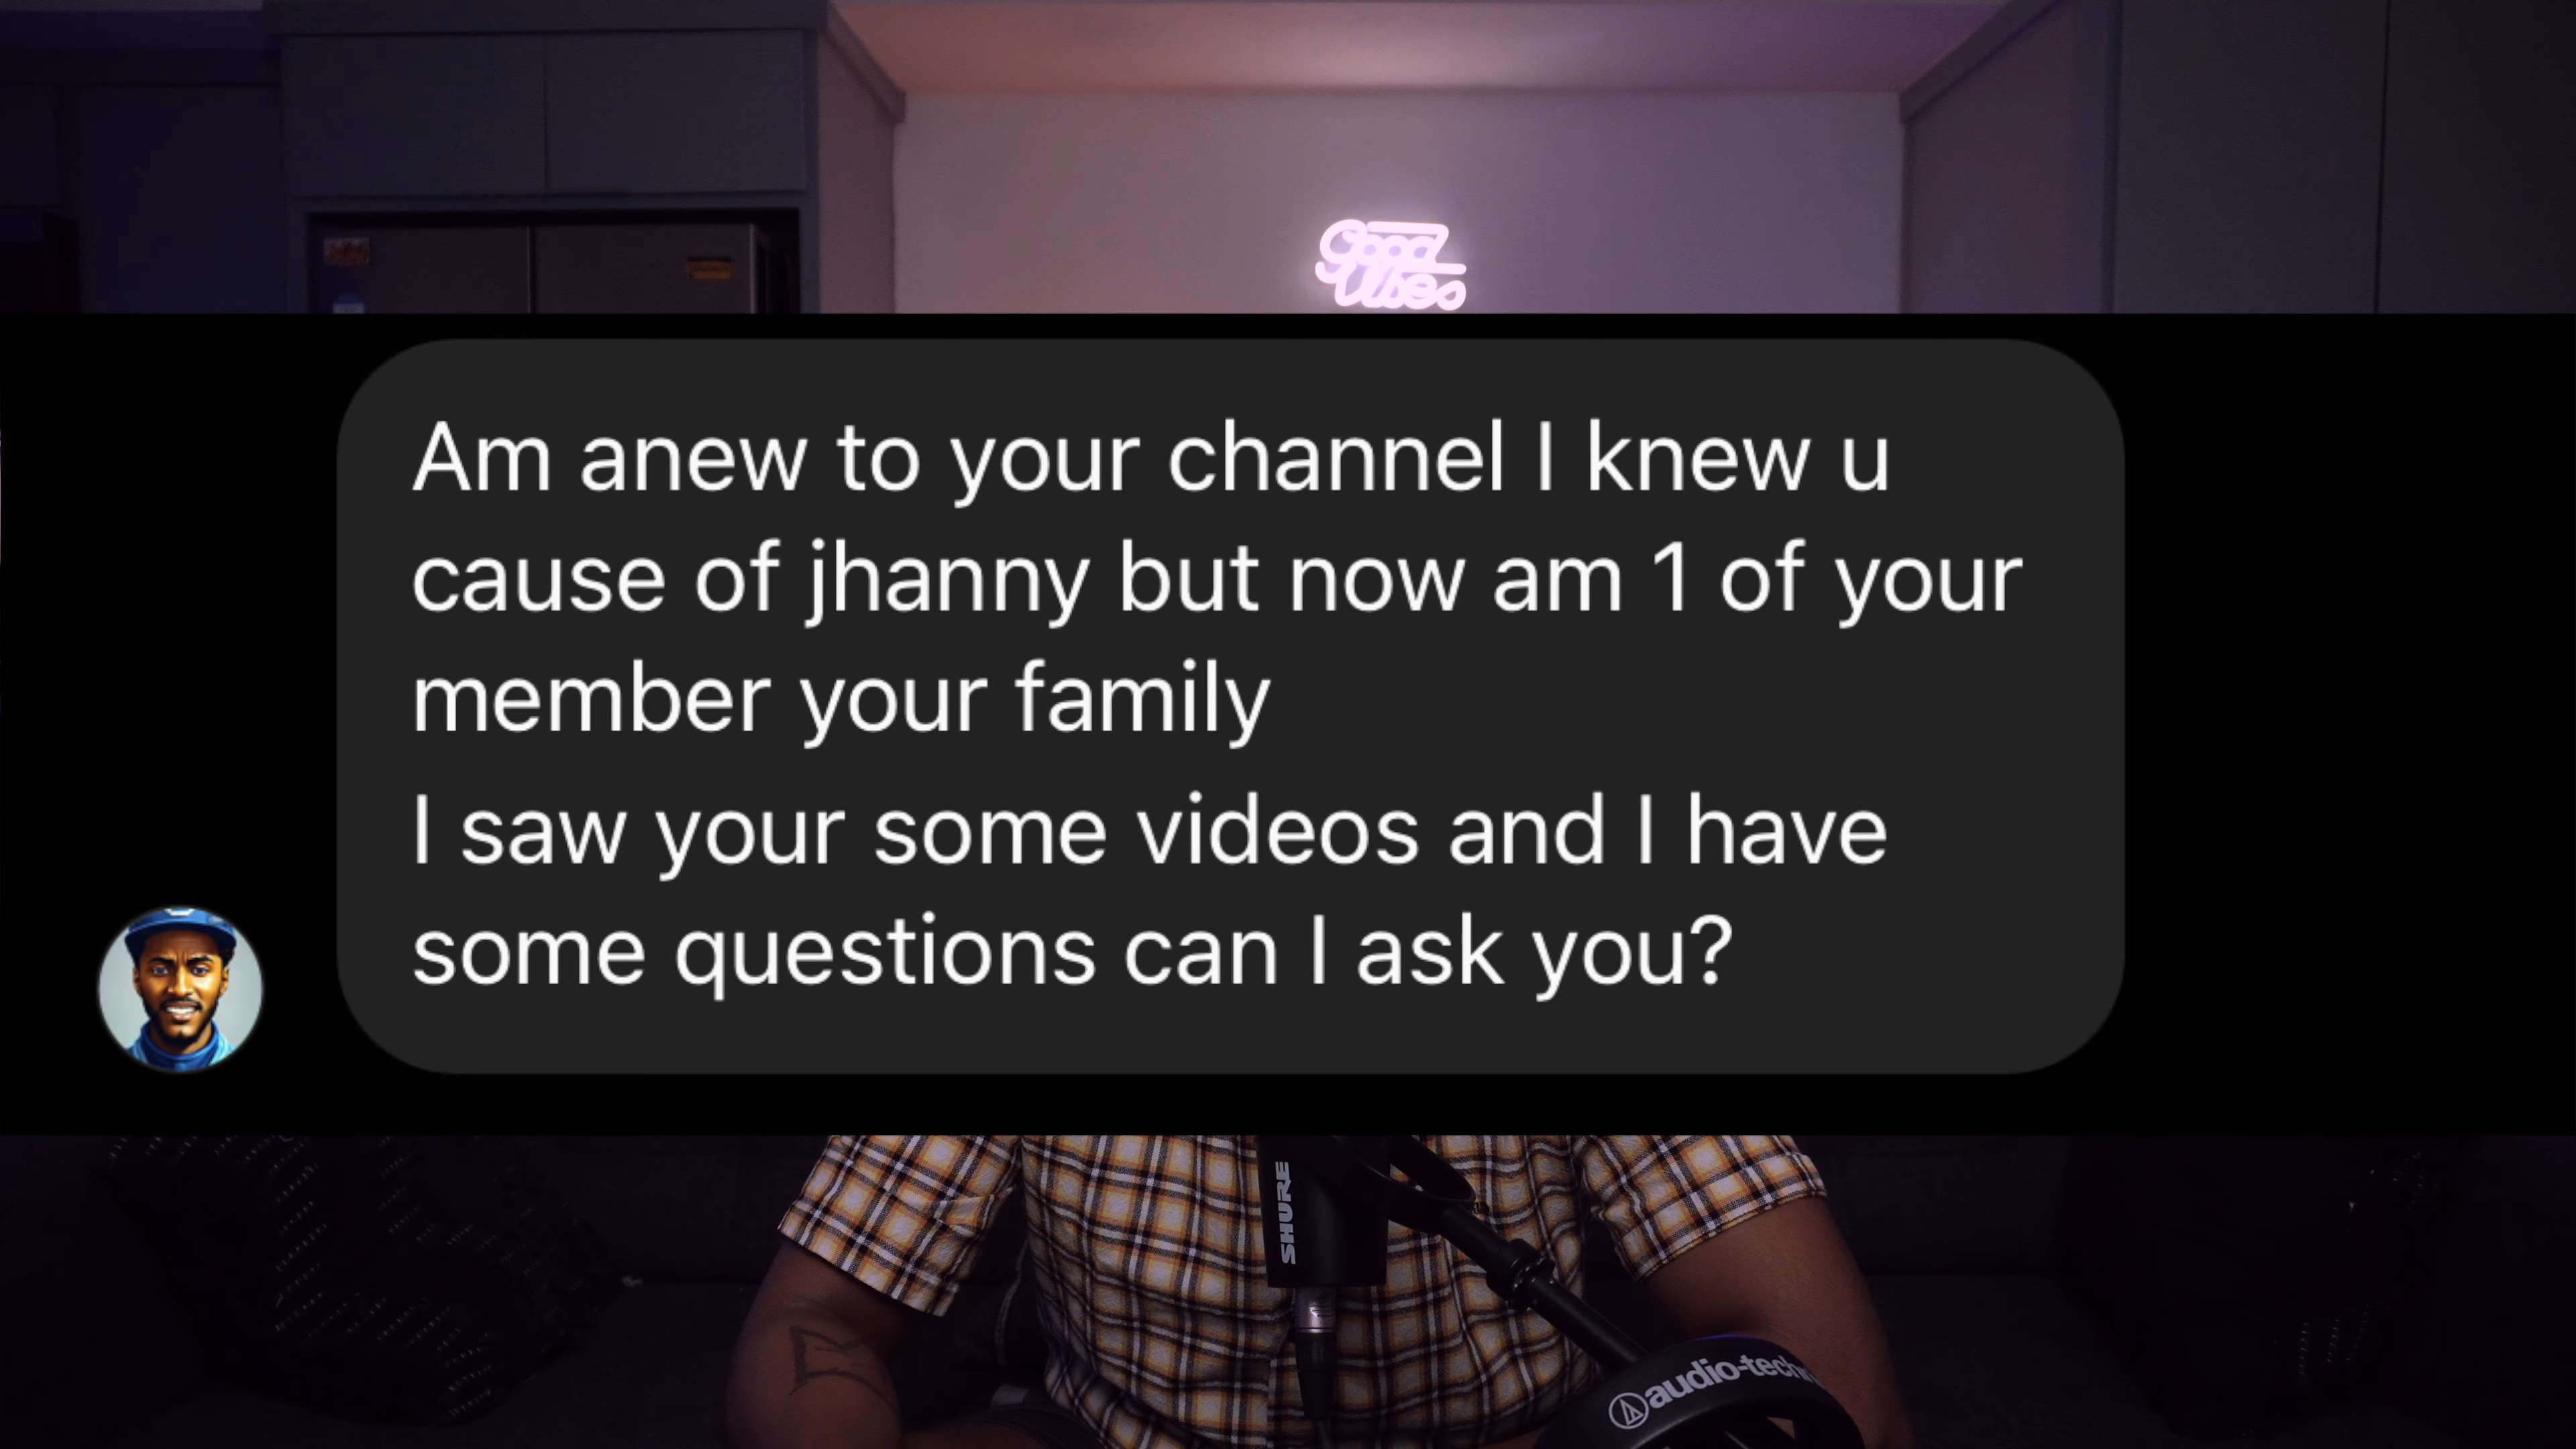 Good
Vibes
Am anew to your channel I knew u
cause of jhanny but now am 1 of your
member your family
I saw your some videos and I have
some questions can I ask you?
SHURE
audio-tech